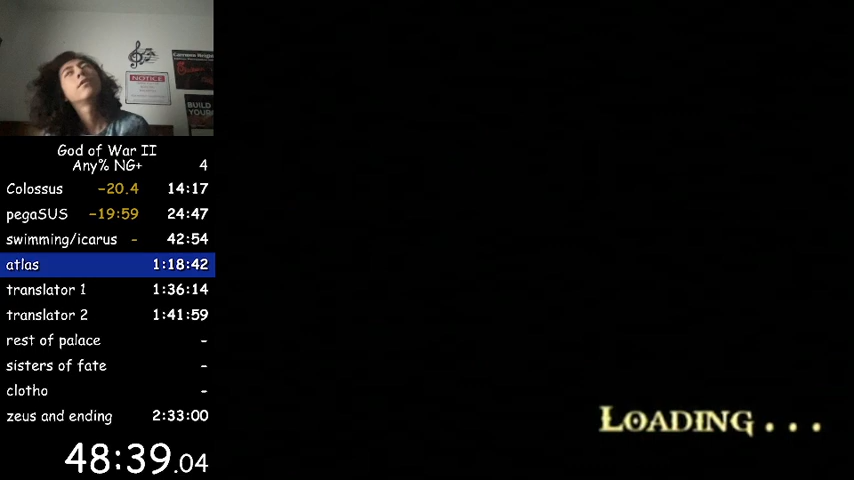 NOTICE
BUILD
YOUR
God of War II
Any% NG+ 4
Colossus -20.4 14:17
pegaSUS -19:59 24:47
swimming/icarus - 42:54
atlas 1:18:42
translator 1 1:36:14
translator 2 1:41:59
rest of palace -
sisters of fate -
clotho -
zeus and ending 2:33:00
48:39.04
LOADING...